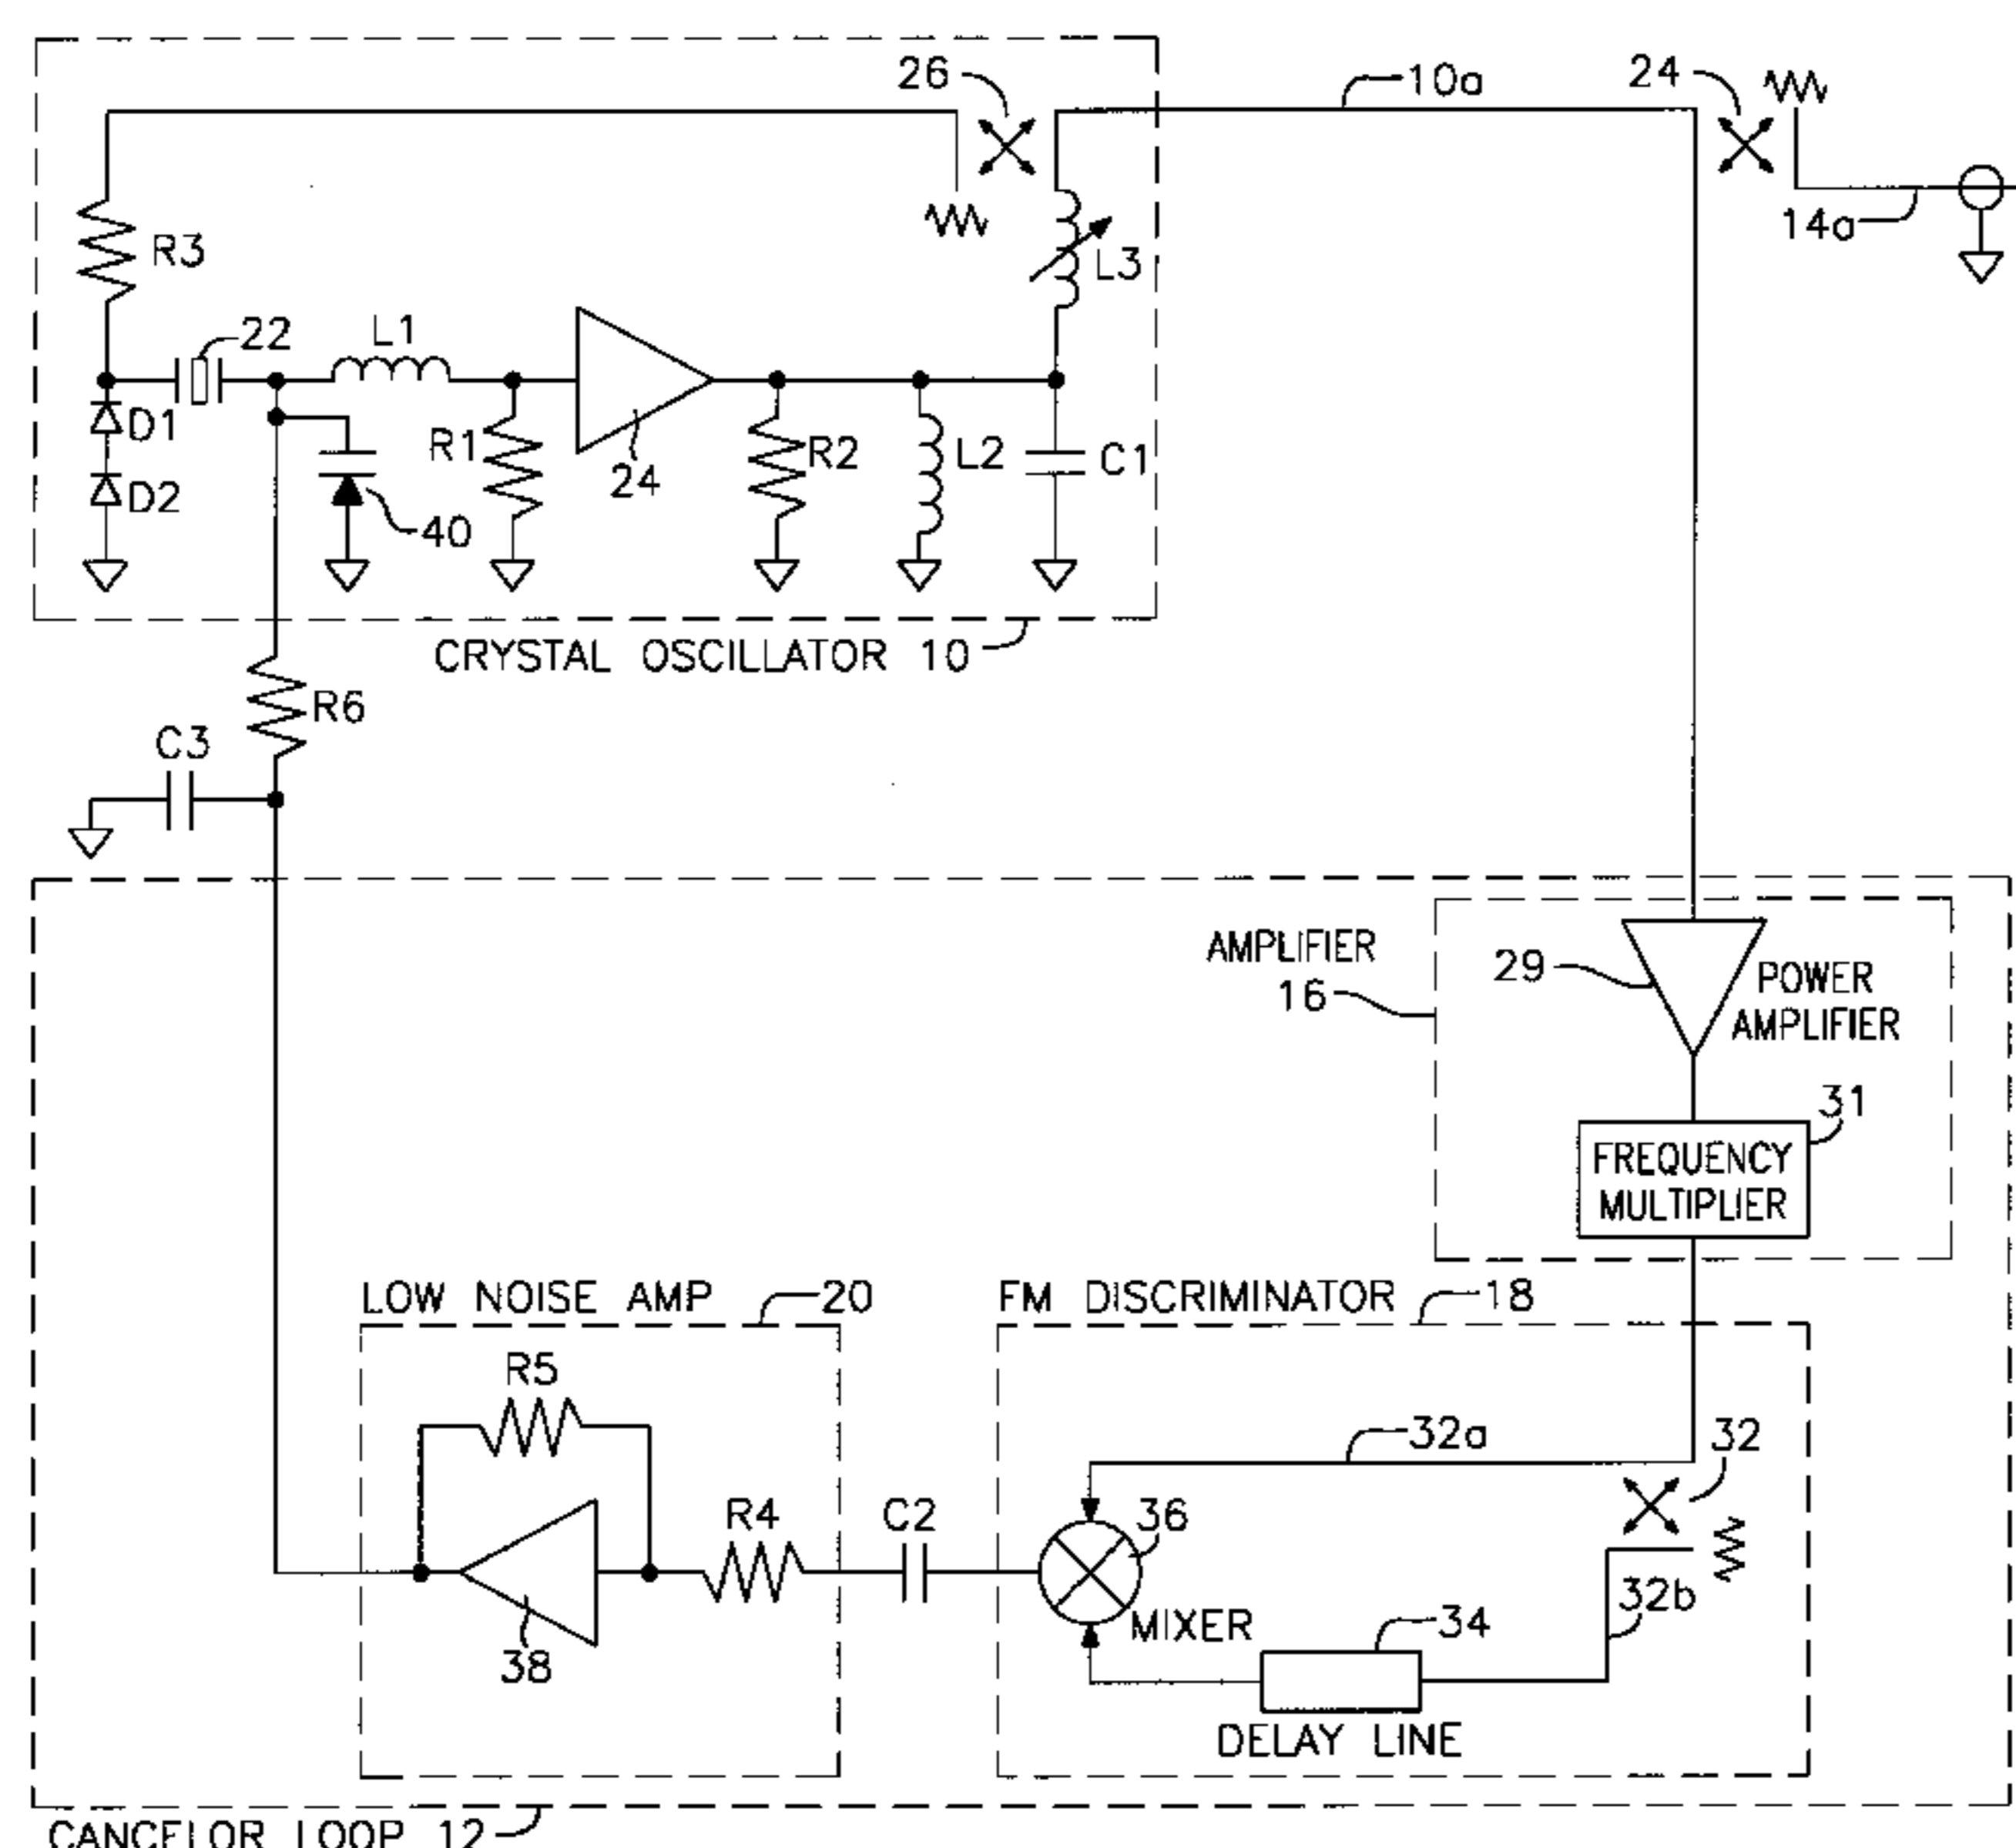 26
10a
24
14a
R3
L3
22
L1
D1
R1
24
R2
L2
C1
D2
40
CRYSTAL OSCILLATOR 10
R6
C3
AMPLIFIER
16
29
POWER
AMPLIFIER
31
FREQUENCY
MULTIPLIER
LOW NOISE AMP 20
FM DISCRIMINATOR 18
R5
32a
32
R4
C2
36
38
MIXER
34
32b
DELAY LINE
CANCELOR LOOP 12